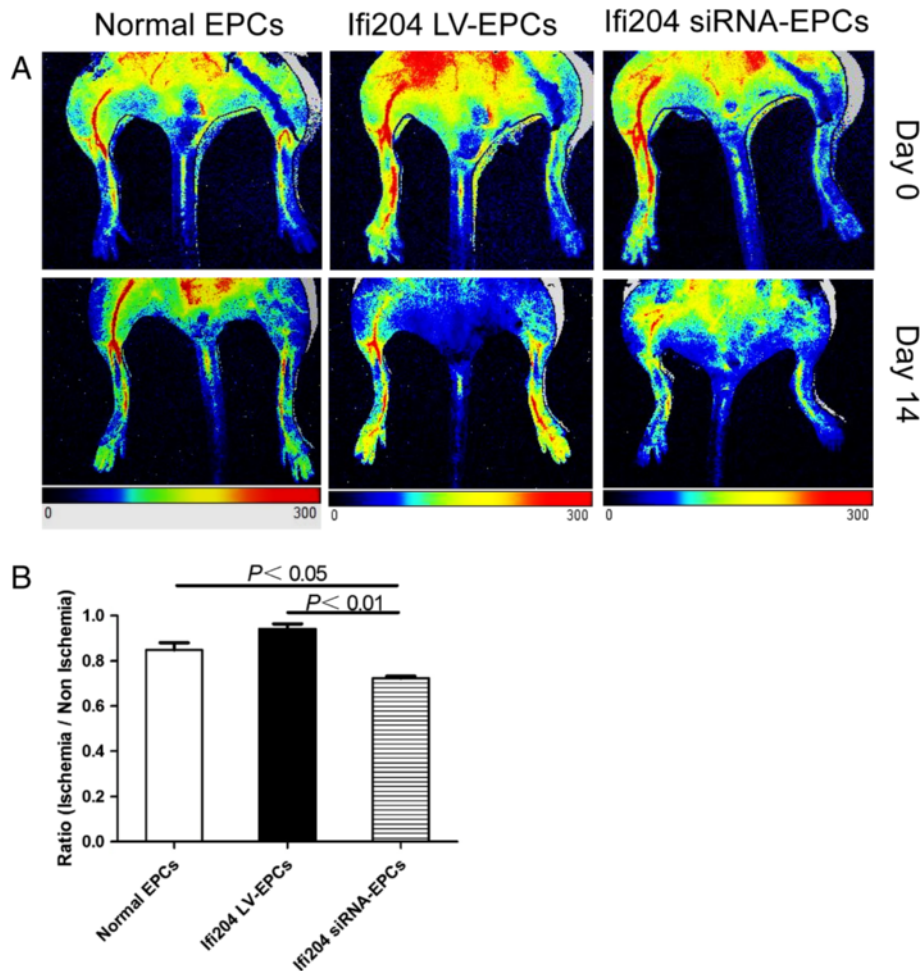 Normal EPCs Ifi204 LV-EPCs Ifi204 siRNA-EPCs
A
Day 0
Day 14
0 300 0 300 0 300
B
P< 0.05
P< 0.01
Ratio (Ischemia / Non Ischemia)
1.0
0.8
0.6
0.4
0.2
0.0
Normal EPCs
Ifi204 LV-EPCs
Ifi204 siRNA-EPCs